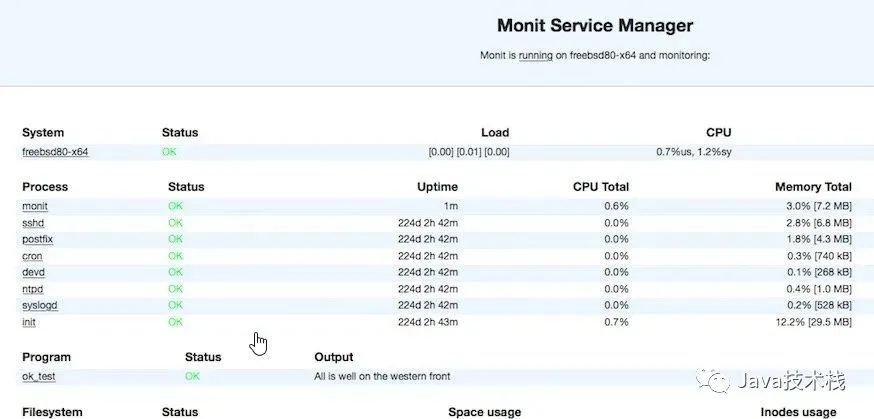 Monit Service Manager
Monit is running on freebsd80-x64 and monitoring:
System Status Load CPU
freebsd80-x64 OK [0.00] [0.01] [0.00] 0.7%us, 1.2%sy
Process Status Uptime CPU Total Memory Total
monit OK 1m 0.6% 3.0% [7.2 MB]
sshd OK 224d 2h 42m 0.0% 2.8% [6.8 MB]
postfix OK 224d 2h 42m 0.0% 1.8% [4.3 MB]
cron OK 224d 2h 42m 0.0% 0.3% [740 kB]
devd OK 224d 2h 42m 0.0% 0.1% [268 kB]
ntpd OK 224d 2h 42m 0.0% 0.4% [1.0 MB]
syslogd OK 224d 2h 42m 0.0% 0.2% [528 kB]
init OK 224d 2h 43m 0.7% 12.2% [29.5 MB]
Program Status Output
ok_test OK All is well on the western front
Java技术栈
Filesystem Status Space usage Inodes usage